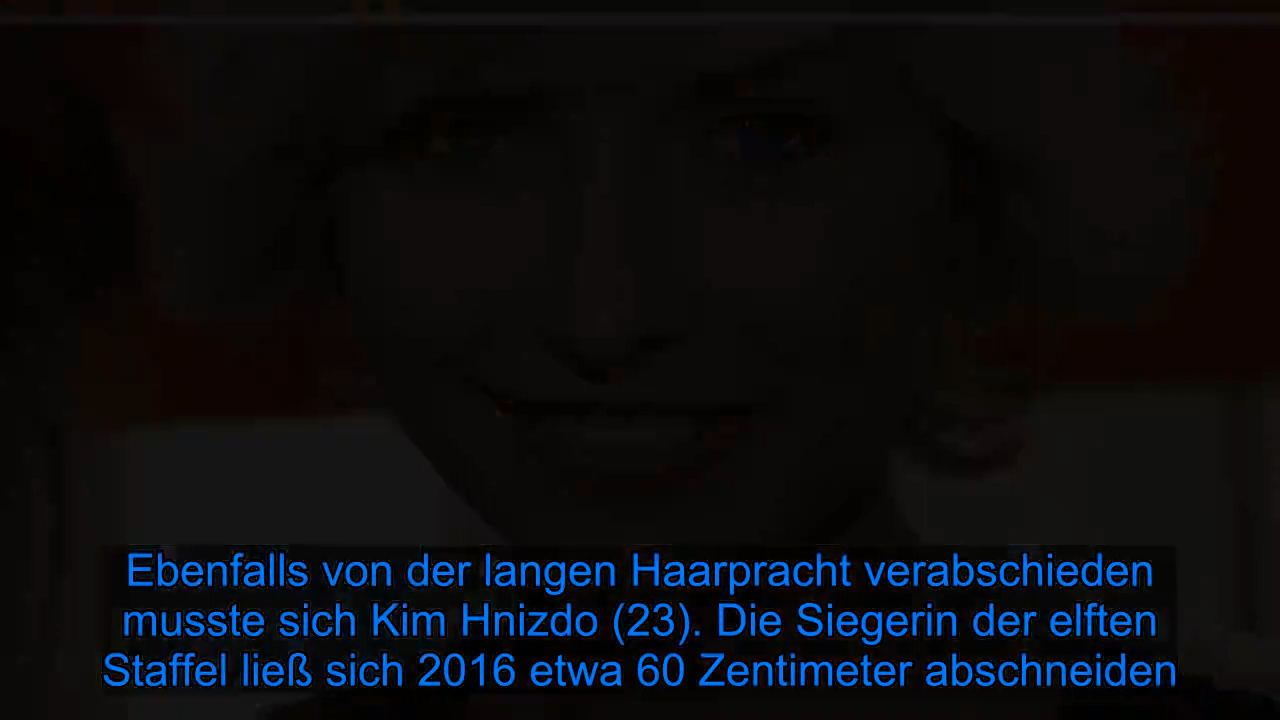 Ebenfalls von der langen Haarpracht verabschieden
musste sich Kim Hnizdo (23). Die Siegerin der elften
Staffel ließ sich 2016 etwa 60 Zentimeter abschneiden